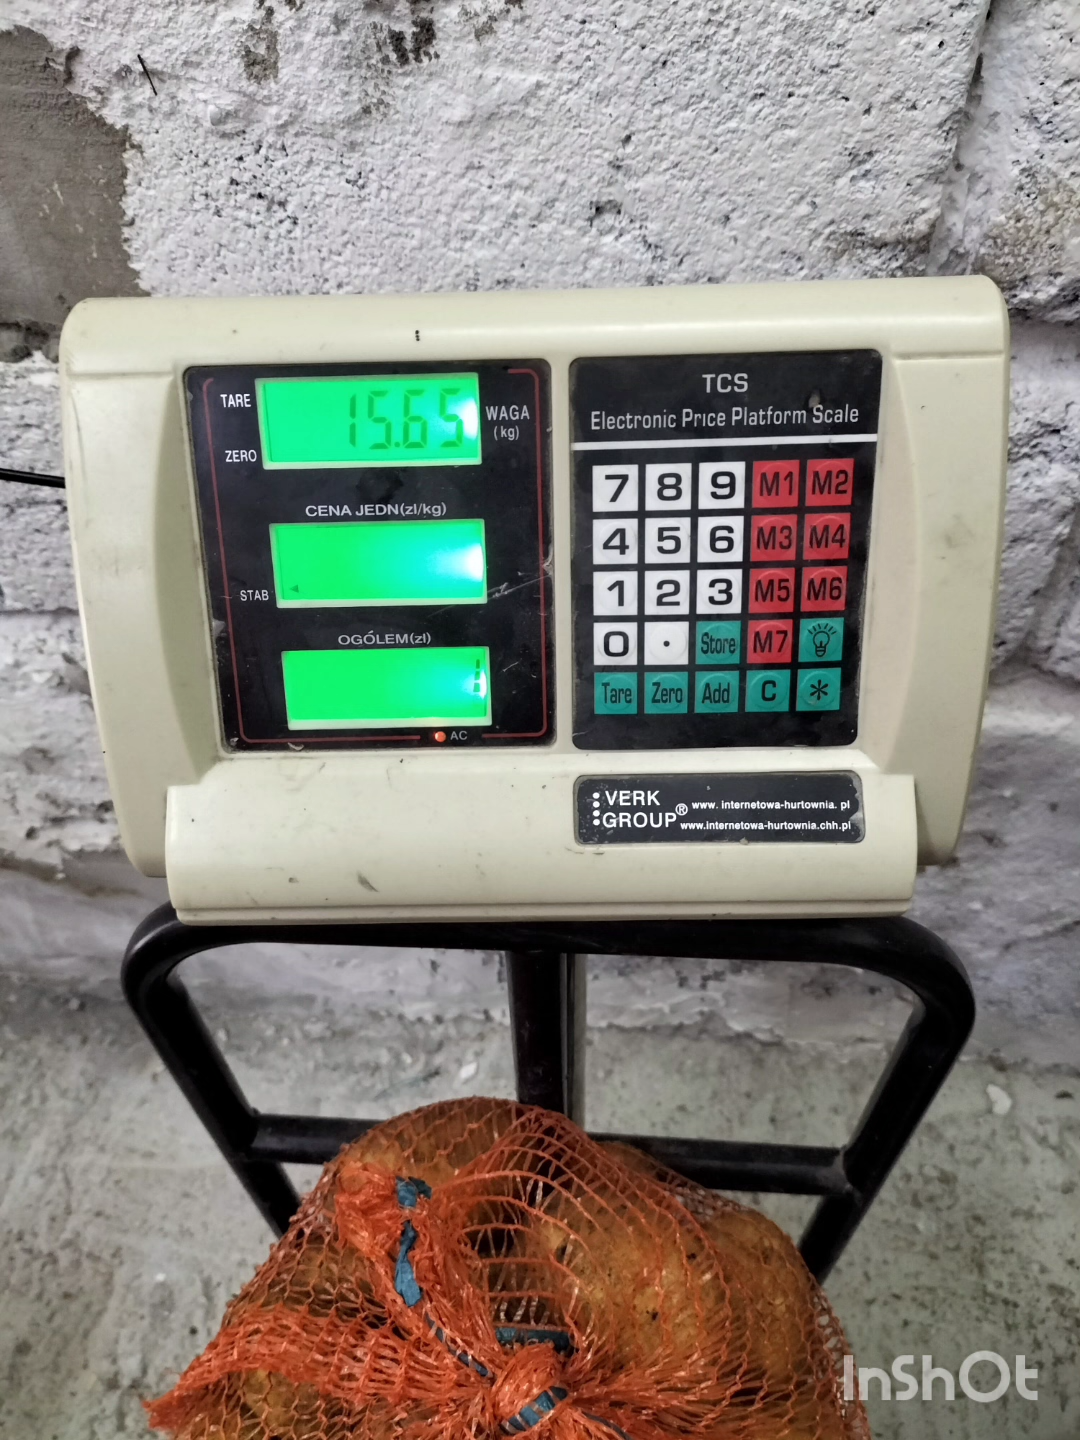 TARE
15.65
WAGA
(kg)
ZERO
CENA JEDN(zl/kg)
STAB
OGÓLEM(zl)
AC
TCS
Electronic Price Platform Scale
7 8 9 M1 M2
4 5 6 M3 M4
1 2 3 M5 M6
0 . Store M7
Tare Zero Add C *
VERK
GROUP®
www. internetowa-hurtownia. pl
www.internetowa-hurtownia.chh.pl
InShOt